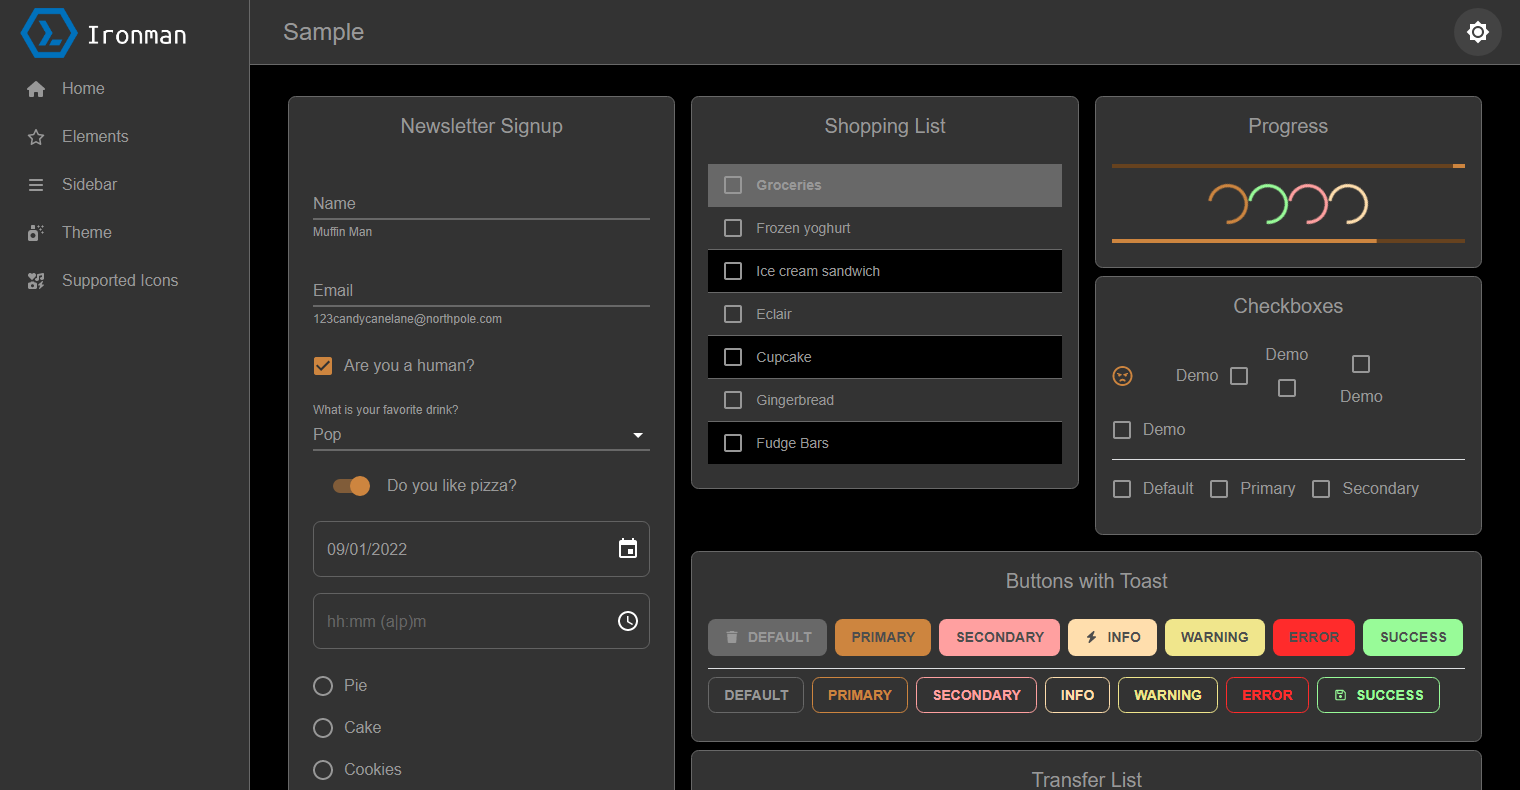 Ironman
Home
Elements
Sidebar
Theme
Supported Icons
Sample
Newsletter Signup
Name
Muffin Man
Email
123candycanelane@northpole.com
Are you a human?
What is your favorite drink?
Pop
Do you like pizza?
09/01/2022
hh:mm (a|p)m
Pie
Cake
Cookies
Shopping List
Groceries
Frozen yoghurt
Ice cream sandwich
Eclair
Cupcake
Gingerbread
Fudge Bars
Progress
Checkboxes
Demo
Demo
Demo
Demo
Default Primary Secondary
Buttons with Toast
DEFAULT PRIMARY SECONDARY INFO WARNING ERROR SUCCESS
DEFAULT PRIMARY SECONDARY INFO WARNING ERROR SUCCESS
Transfer List